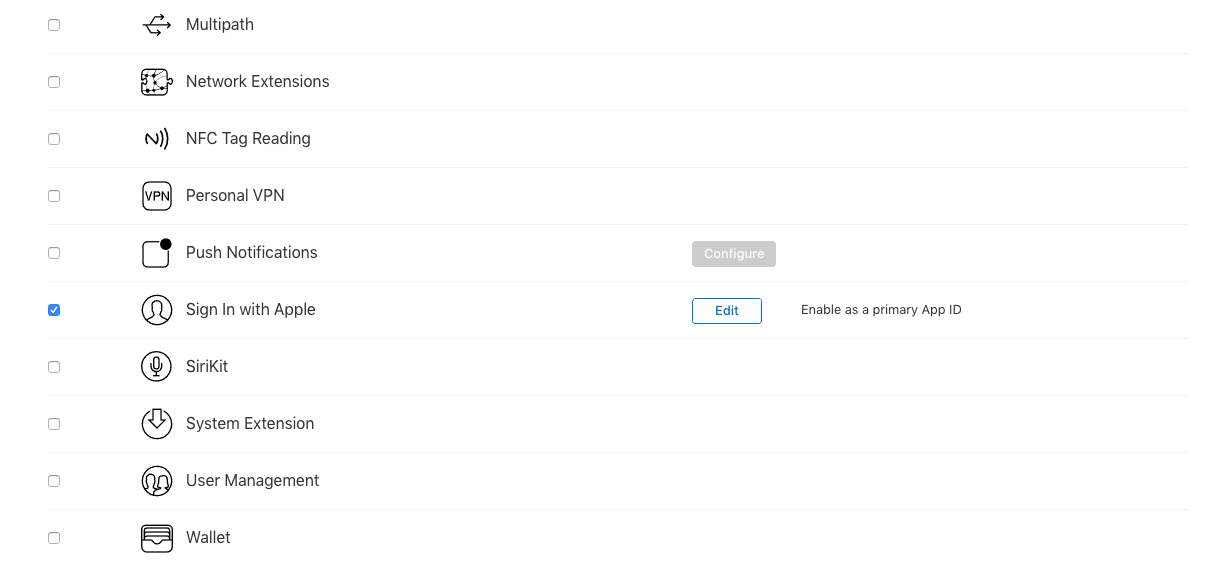 Multipath
Network Extensions
NFC Tag Reading
VPN Personal VPN
Push Notifications Configure
Sign In with Apple Edit Enable as a primary App ID
SiriKit
System Extension
User Management
Wallet